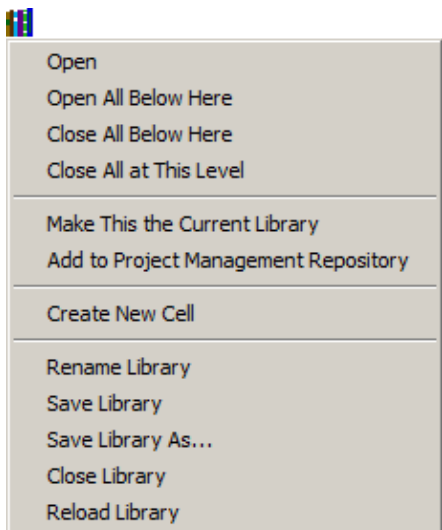 Open
Open All Below Here
Close All Below Here
Close All at This Level
Make This the Current Library
Add to Project Management Repository
Create New Cell
Rename Library
Save Library
Save Library As...
Close Library
Reload Library